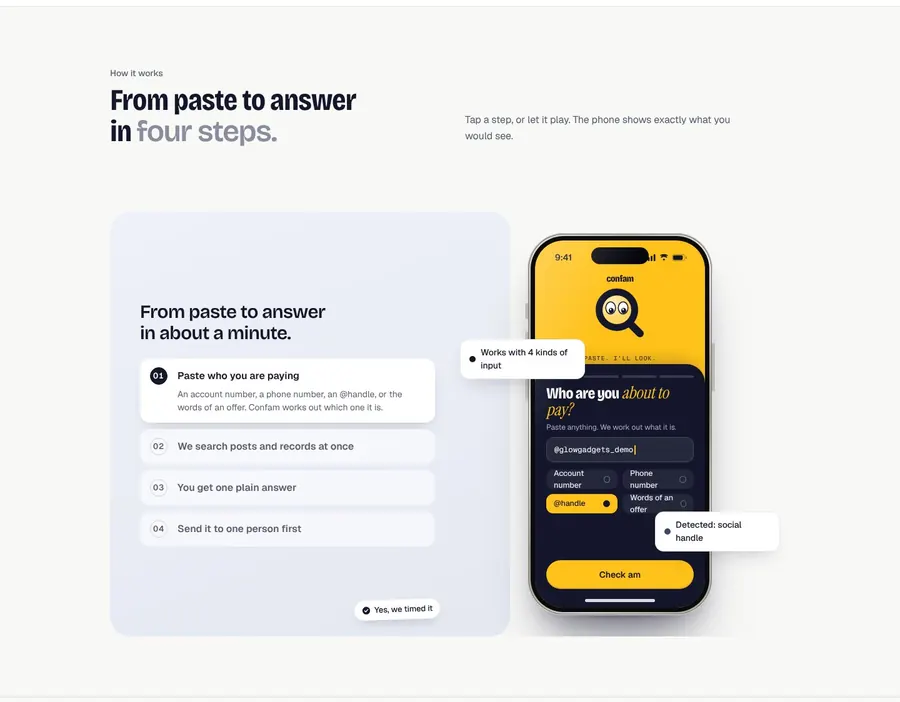 How it works
From paste to answer
in four steps.
Tap a step, or let it play. The phone shows exactly what you
would see.
From paste to answer
in about a minute.
01 Paste who you are paying
An account number, a phone number, an @handle, or the
words of an offer. Confam works out which one it is.
02 We search posts and records at once
03 You get one plain answer
04 Send it to one person first
Yes, we timed it
9:41
confam
PASTE. I'LL LOOK.
Works with 4 kinds of
input
Who are you about to
pay?
Paste anything. We work out what it is.
@glowgadgets_demo
Account
number
Phone
number
@handle
Words of an
offer
Detected: social
handle
Check am